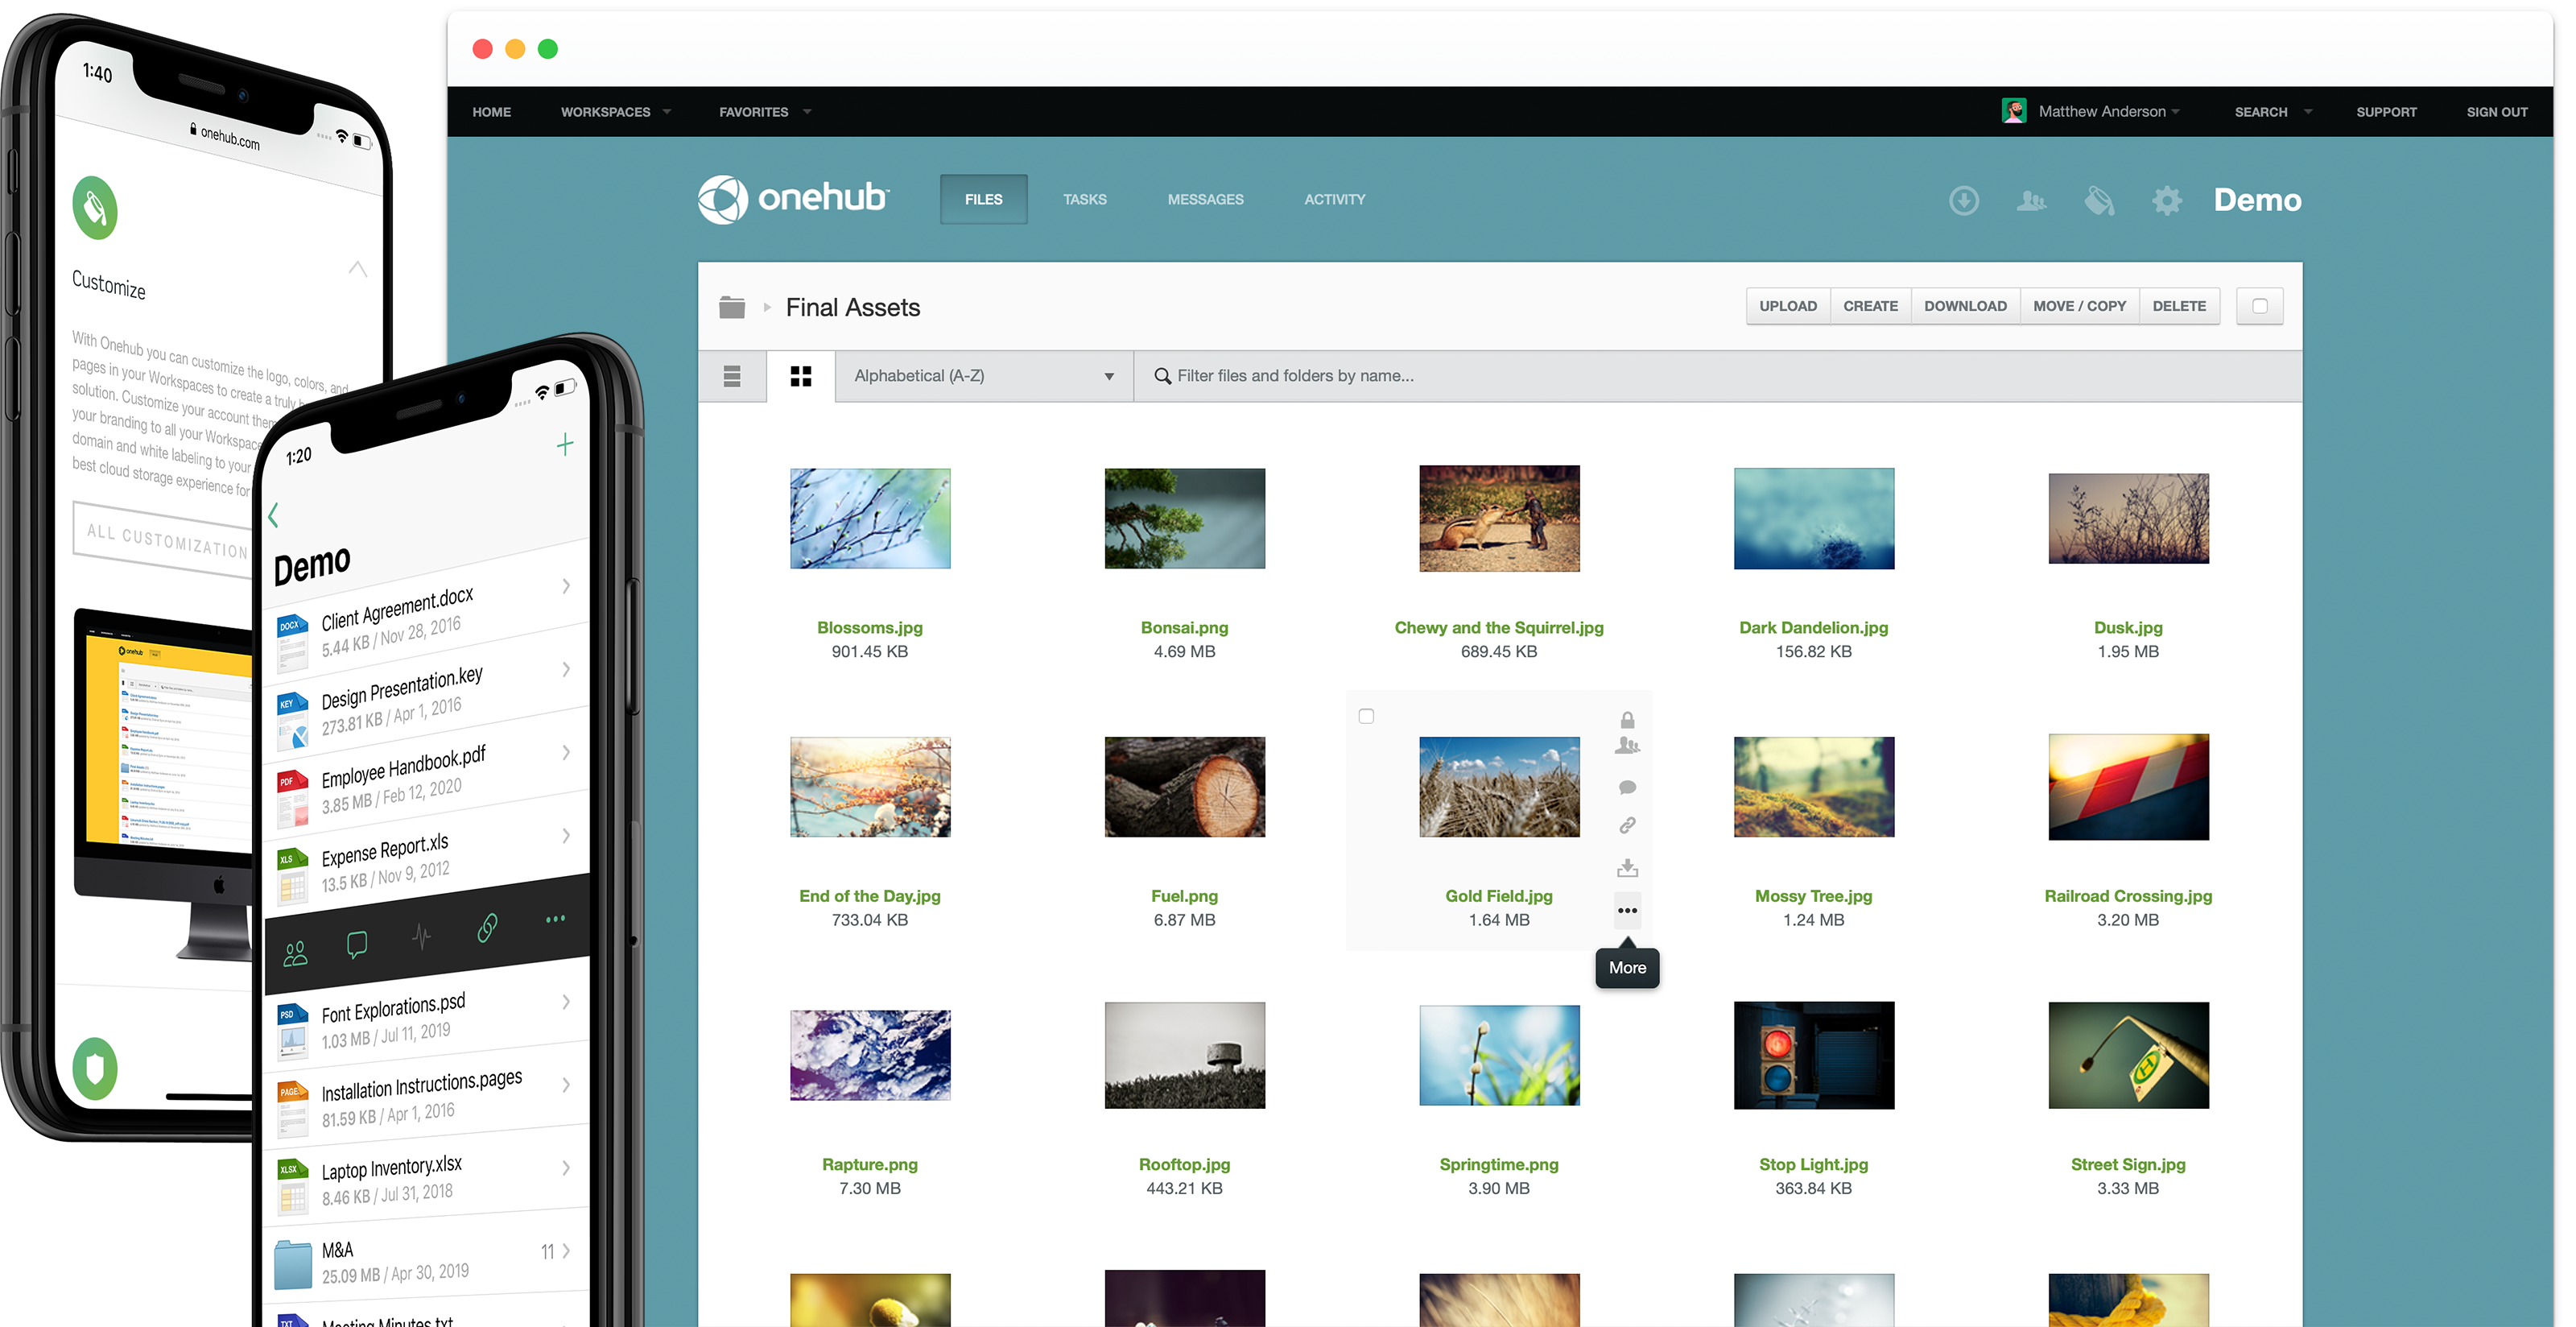 1:40
onehub.com
Customize
With Onehub you can customize the logo, colors, and
pages in your Workspaces to create a truly
solution. Customize your account
your branding to all your
domain and white labeling to your
best cloud storage experience for
ALL CUSTOMIZATION
onehub
1:20
Demo
DOCX
Client Agreement.docx
5.44 KB / Nov 28, 2016
KEY
Design Presentation.key
273.81 KB / Apr 1, 2016
PDF
Employee Handbook.pdf
3.85 MB / Feb 12, 2020
XLS
Expense Report.xls
13.5 KB / Nov 9, 2012
PSD
Font Explorations.psd
1.03 MB / Jul 11, 2019
PAGE..
Installation Instructions.pages
81.59 KB / Apr 1, 2016
XLSX
Laptop Inventory.xlsx
8.46 KB / Jul 31, 2018
M&A
11
25.09 MB / Apr 30, 2019
TXT
Meeting Minutes.txt
HOME WORKSPACES FAVORITES Matthew Anderson SEARCH SUPPORT SIGN OUT
onehub FILES TASKS MESSAGES ACTIVITY Demo
Final Assets UPLOAD CREATE DOWNLOAD MOVE / COPY DELETE
Alphabetical (A-Z) Filter files and folders by name...
Blossoms.jpg Bonsai.png Chewy and the Squirrel.jpg Dark Dandelion.jpg Dusk.jpg
901.45 KB 4.69 MB 689.45 KB 156.82 KB 1.95 MB
End of the Day.jpg Fuel.png Gold Field.jpg Mossy Tree.jpg Railroad Crossing.jpg
733.04 KB 6.87 MB 1.64 MB 1.24 MB 3.20 MB
More
H
Rapture.png Rooftop.jpg Springtime.png Stop Light.jpg Street Sign.jpg
7.30 MB 443.21 KB 3.90 MB 363.84 KB 3.33 MB